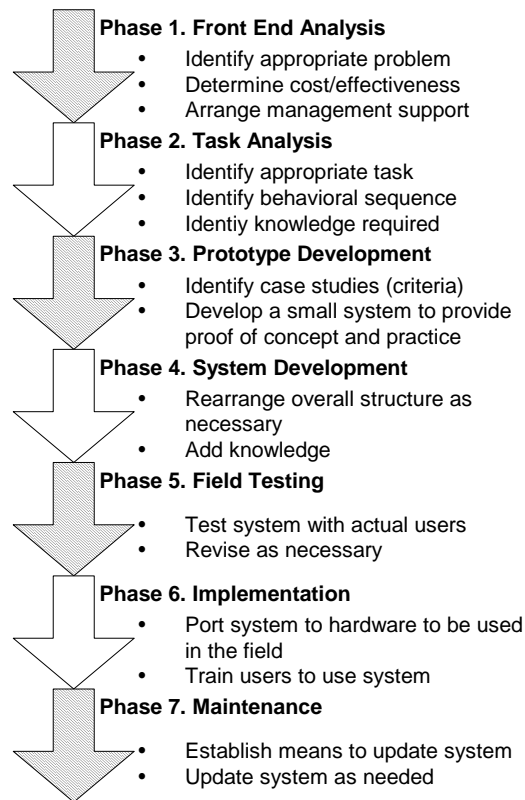 Phase 1. Front End Analysis
• Identify appropriate problem
• Determine cost/effectiveness
• Arrange management support
Phase 2. Task Analysis
• Identify appropriate task
• Identify behavioral sequence
• Identiy knowledge required
Phase 3. Prototype Development
• Identify case studies (criteria)
• Develop a small system to provide
proof of concept and practice
Phase 4. System Development
• Rearrange overall structure as
necessary
• Add knowledge
Phase 5. Field Testing
• Test system with actual users
• Revise as necessary
Phase 6. Implementation
• Port system to hardware to be used
in the field
• Train users to use system
Phase 7. Maintenance
• Establish means to update system
• Update system as needed